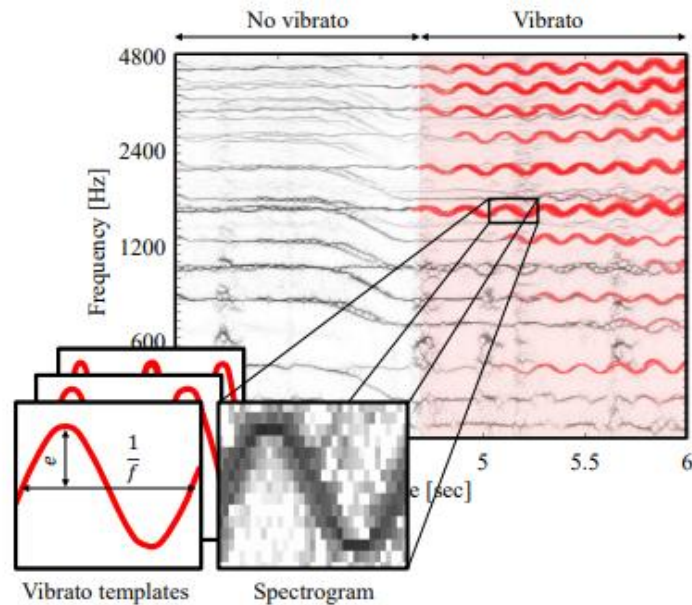 No vibrato Vibrato
4800
2400
1200
600
Frequency [Hz]
5 5.5 6
e [sec]
e
1
f
Vibrato templates Spectrogram